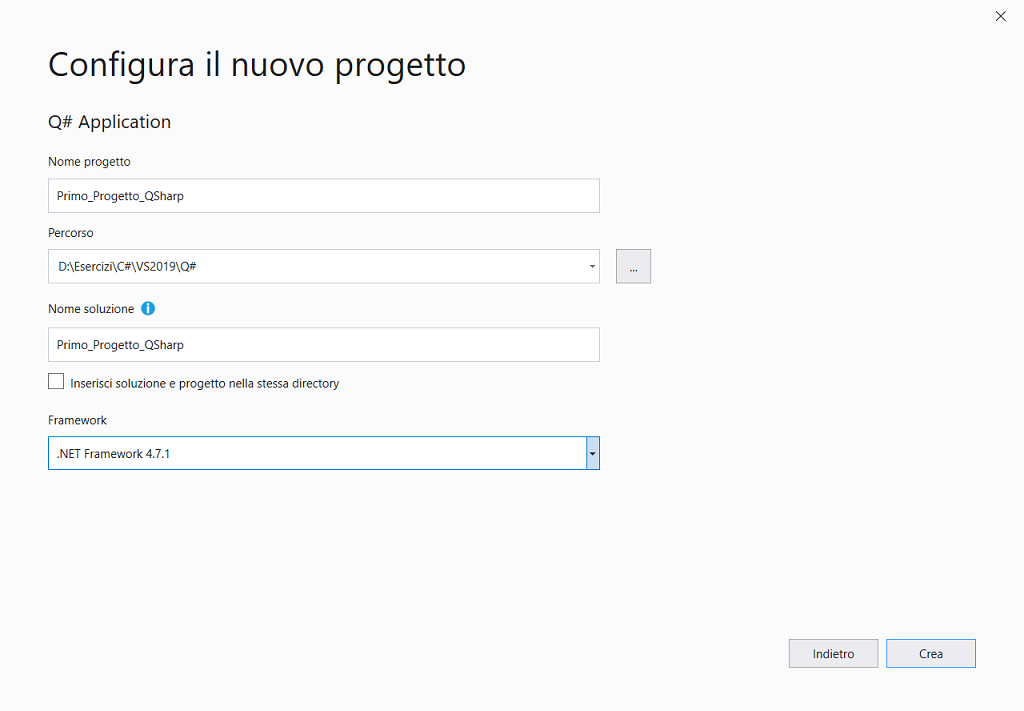 Configura il nuovo progetto
Q# Application
Nome progetto
Primo_Progetto_QSharp
Percorso
D:\Esercizi\C#\VS2019\Q#
...
Nome soluzione
Primo_Progetto_QSharp
Inserisci soluzione e progetto nella stessa directory
Framework
.NET Framework 4.7.1
Indietro
Crea